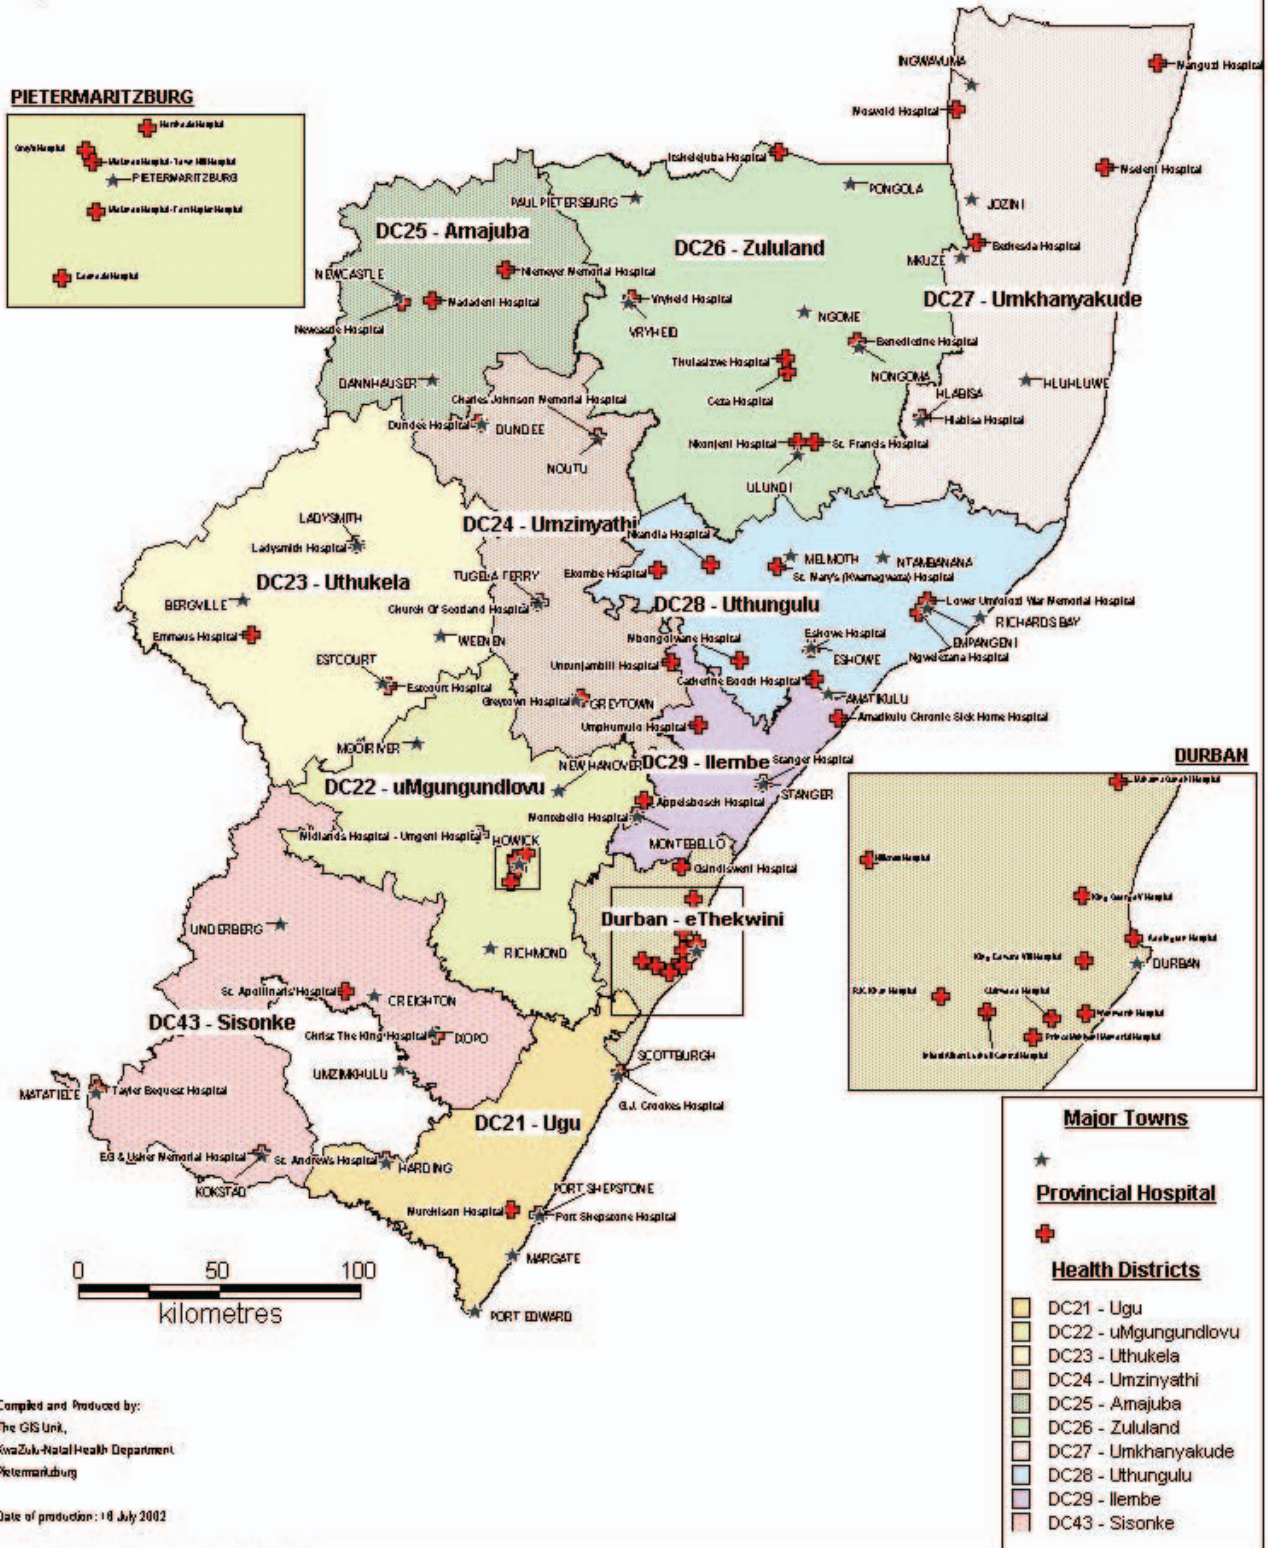 INGWAVUMA
Manguzi Hospital
PIETERMARITZBURG
Mosvold Hospital
PIETERMARITZBURG
Itshelejuba Hospital
Mseleni Hospital
PONGOLA
PAUL PIETERSBURG
JOZINI
DC25 - Amajuba
DC26 - Zululand
Bethesda Hospital
MKUZE
NEWCASTLE
Niemeyer Memorial Hospital
Madadeni Hospital
Vryheid Hospital
DC27 - Umkhanyakude
NGOME
Newcastle Hospital
VRYHEID
Benedictine Hospital
Thulasizwe Hospital
NONGOMA
DANNHAUSER
HLUHLUWE
Charles Johnson Memorial Hospital
Ceza Hospital
HLABISA
Hlabisa Hospital
Dundee Hospital
DUNDEE
Nkonjeni Hospital
St. Francis Hospital
NQUTU
ULUNDI
LADYSMITH
DC24 - Umzinyathi
Nkandla Hospital
Ladysmith Hospital
MELMOTH
NTAMBANANA
DC23 - Uthukela
TUGELA FERRY
Ekombe Hospital
St. Mary's (Kwamagwaza) Hospital
BERGVILLE
Church Of Scotland Hospital
DC28 - Uthungulu
Lower Umfolozi War Memorial Hospital
RICHARDS BAY
Emmaus Hospital
WEENEN
Mbongolwane Hospital
Eshowe Hospital
EMPANGENI
ESTCOURT
Untunjambili Hospital
ESHOWE
Ngwelezana Hospital
Estcourt Hospital
Catherine Booth Hospital
Greytown Hospital
GREYTOWN
AMATIKULU
Umphumulo Hospital
Amatikulu Chronic Sick Home Hospital
MOOIRIVER
NEW HANOVER
DC29 - Ilembe
Stanger Hospital
DURBAN
DC22 - uMgungundlovu
STANGER
Appelsbosch Hospital
Montebello Hospital
Midlands Hospital - Umgeni Hospital
HOWICK
MONTEBELLO
Osindisweni Hospital
King George V Hospital
UNDERBERG
Durban - eThekwini
RICHMOND
DURBAN
St. Apollinaris Hospital
CREIGHTON
DC43 - Sisonke
Christ The King Hospital
IXOPO
SCOTTBURGH
UMZIMKHULU
MATATIELE
Tayler Bequest Hospital
G.J. Crookes Hospital
DC21 - Ugu
Major Towns
EG & Usher Memorial Hospital
St. Andrews Hospital
HARDING
KOKSTAD
PORT SHEPSTONE
Provincial Hospital
Murchison Hospital
Port Shepstone Hospital
MARGATE
Health Districts
0 50 100
kilometres
PORT EDWARD
DC21 - Ugu
DC22 - uMgungundlovu
DC23 - Uthukela
DC24 - Umzinyathi
DC25 - Amajuba
DC26 - Zululand
DC27 - Umkhanyakude
DC28 - Uthungulu
DC29 - Ilembe
DC43 - Sisonke
Compiled and Produced by:
The GIS Unit,
KwaZulu-Natal Health Department
Pietermaritzburg
Date of production: 18 July 2002